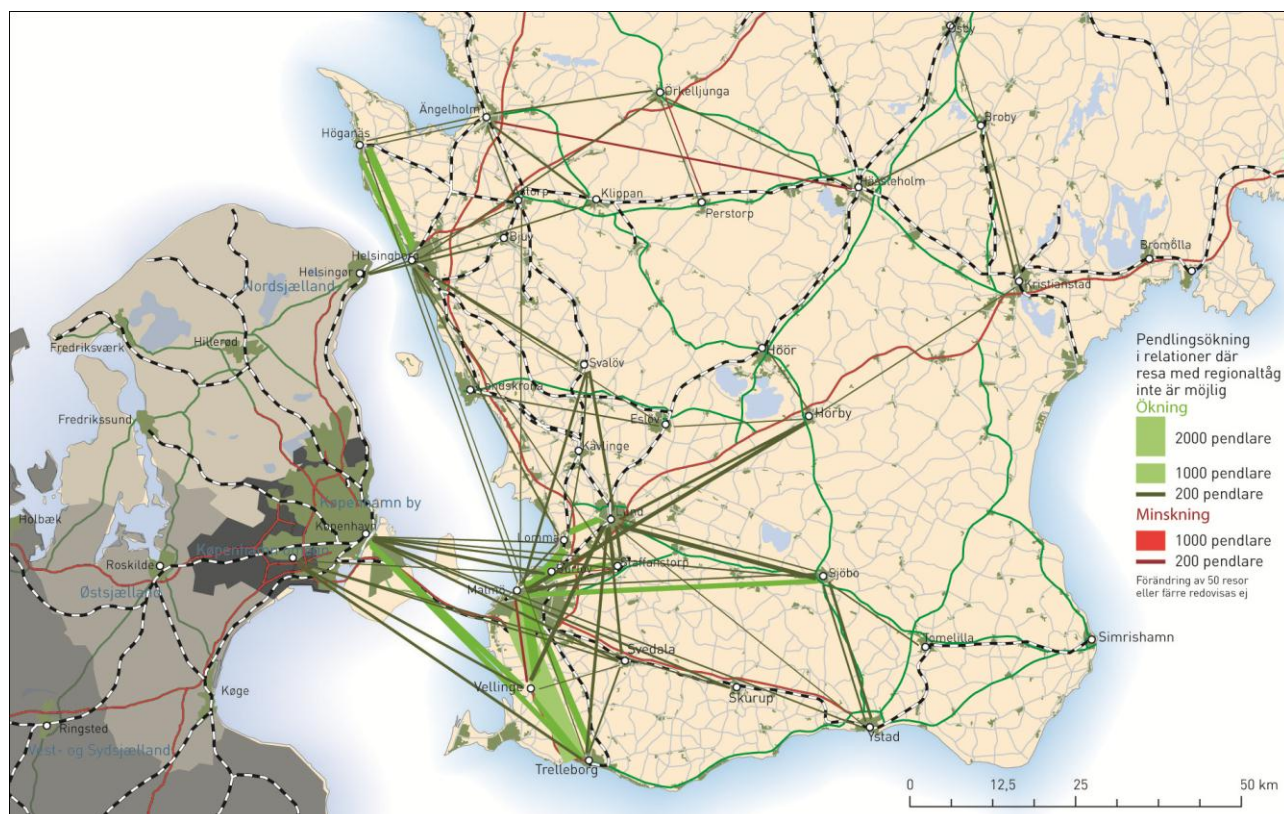 Örkelljunga
Broby
Ängelholm
Höganäs
Hässleholm
Klippan
Perstorp
Bjuv
Helsingborg
Helsingør
Nordsjælland
Bromölla
Kristianstad
Fredriksværk
Hillerød
Höör
Svalöv
Landskrona
Fredrikssund
Eslöv
Hörby
Kävlinge
Pendlingsökning
i relationer där
resa med regionaltåg
inte är möjlig
Ökning
2000 pendlare
1000 pendlare
200 pendlare
Minskning
1000 pendlare
200 pendlare
Förändring av 50 resor
eller färre redovisas ej
København by
Holbæk
København
Lund
Lomma
Roskilde
Staffanstorp
Sjöbo
Østsjælland
Malmö
Tomelilla
Simrishamn
Svedala
Vellinge
Skurup
Køge
Ringsted
Vest- og Sydsjælland
Ystad
Trelleborg
0 12,5 25 50 km